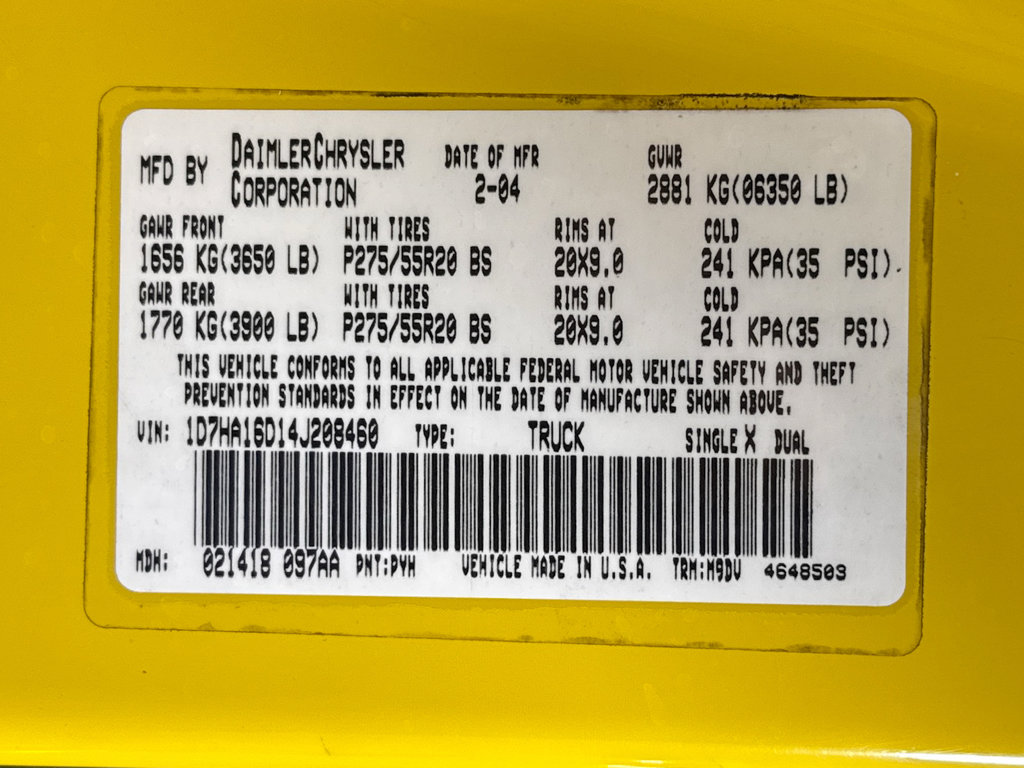 MFD BY DAIMLERCHRYSLER CORPORATION DATE OF MFR 2-04 GVWR 2881 KG(06350 LB)
GAWR FRONT WITH TIRES RIMS AT COLD
1656 KG(3650 LB) P275/55R20 BS 20X9.0 241 KPA(35 PSI)
GAWR REAR WITH TIRES RIMS AT COLD
1770 KG(3900 LB) P275/55R20 BS 20X9.0 241 KPA(35 PSI)
THIS VEHICLE CONFORMS TO ALL APPLICABLE FEDERAL MOTOR VEHICLE SAFETY AND THEFT
PREVENTION STANDARDS IN EFFECT ON THE DATE OF MANUFACTURE SHOWN ABOVE.
VIN: 1D7HA16D14J208460 TYPE: TRUCK SINGLE X DUAL
MDH: 021418 097AA PNT:PYH VEHICLE MADE IN U.S.A. TRM:M9DV 4648503